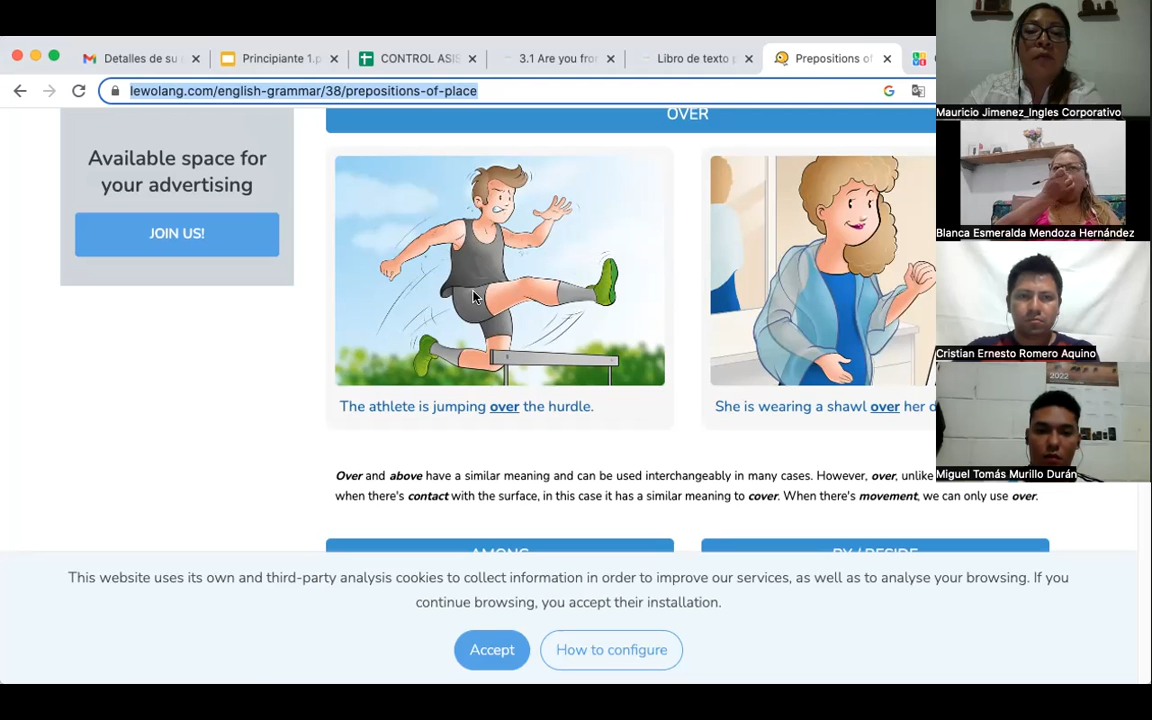 Detalles de su
Principiante 1.p
CONTROL ASIS
3.1 Are you fror
Libro de texto p
Prepositions of
lewolang.com/english-grammar/38/prepositions-of-place
Available space for
your advertising
JOIN US!
OVER
The athlete is jumping over the hurdle.
She is wearing a shawl over her d
Over and above have a similar meaning and can be used interchangeably in many cases. However, over, unlike
when there's contact with the surface, in this case it has a similar meaning to cover. When there's movement, we can only use over.
AMONG
BY / BESIDE
This website uses its own and third-party analysis cookies to collect information in order to improve our services, as well as to analyse your browsing. If you
continue browsing, you accept their installation.
Accept
How to configure
Mauricio Jimenez_Ingles Corporativo
Blanca Esmeralda Mendoza Hernández
Cristian Ernesto Romero Aquino
2022
Miguel Tomás Murillo Durán